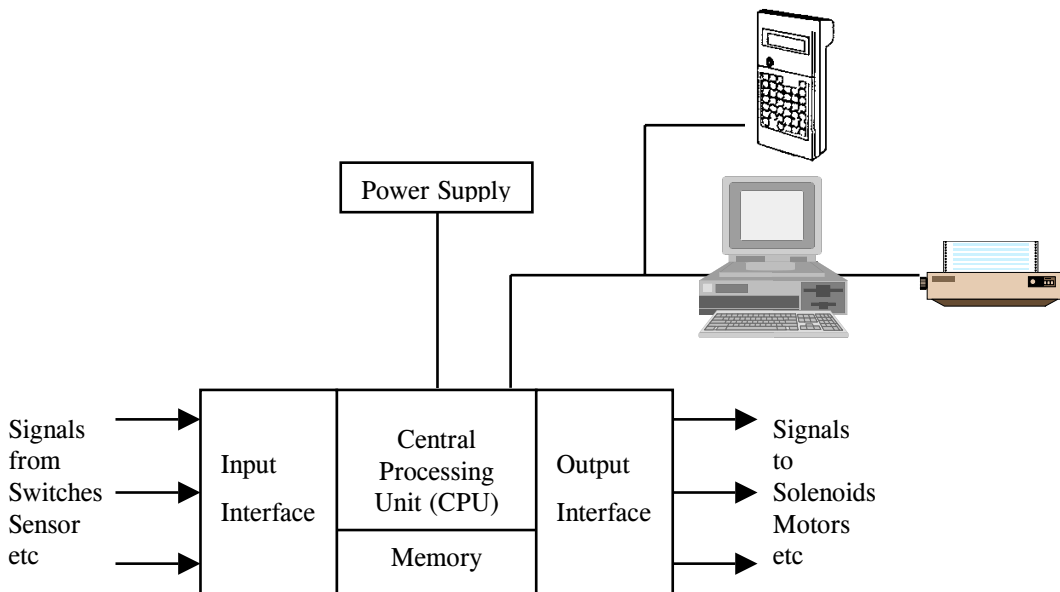 Power Supply
Signals
from
Switches
Sensor
etc
Input
Interface
Central
Processing
Unit (CPU)
Memory
Output
Interface
Signals
to
Solenoids
Motors
etc